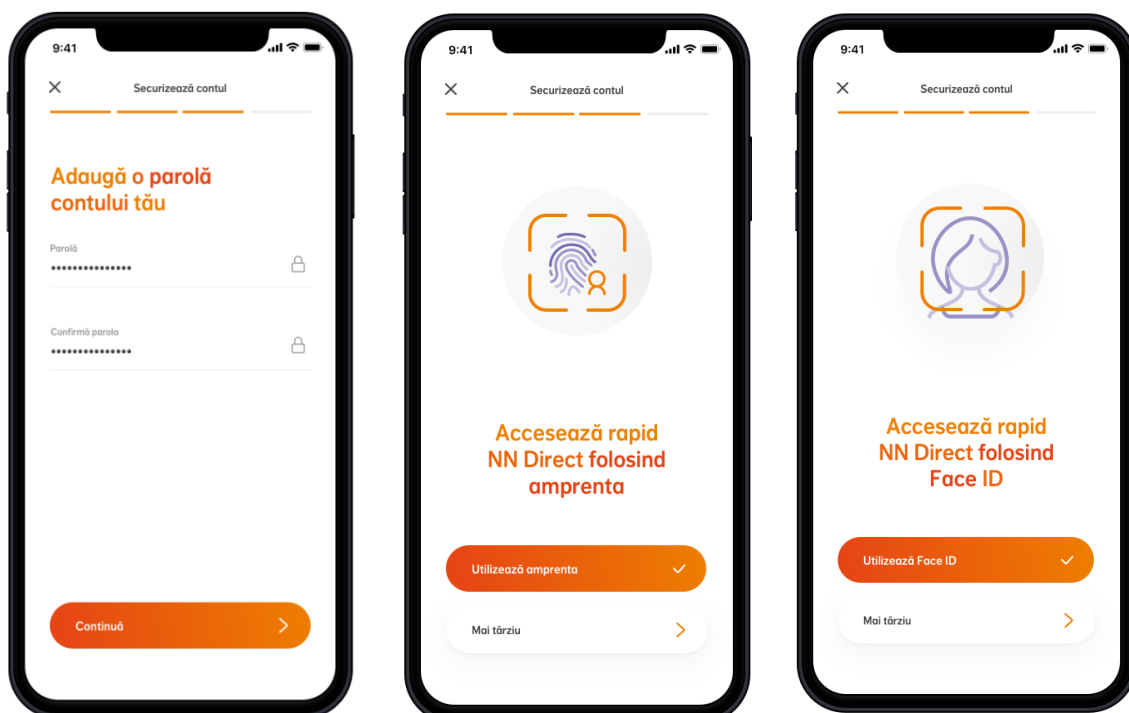 9:41
Securizează contul
Adaugă o parolă
contului tău
Parolă
•••••••••••••••
Confirmă parola
•••••••••••••••
Continuă
9:41
Securizează contul
Accesează rapid
NN Direct folosind
amprenta
Utilizează amprenta
Mai târziu
9:41
Securizează contul
Accesează rapid
NN Direct folosind
Face ID
Utilizează Face ID
Mai târziu